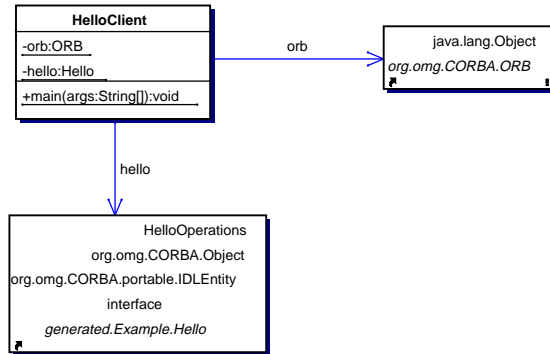 HelloClient
-orb:ORB
-hello:Hello
+main(args:String[]):void
orb
java.lang.Object
org.omg.CORBA.ORB
hello
HelloOperations
org.omg.CORBA.Object
org.omg.CORBA.portable.IDLEntity
interface
generated.Example.Hello